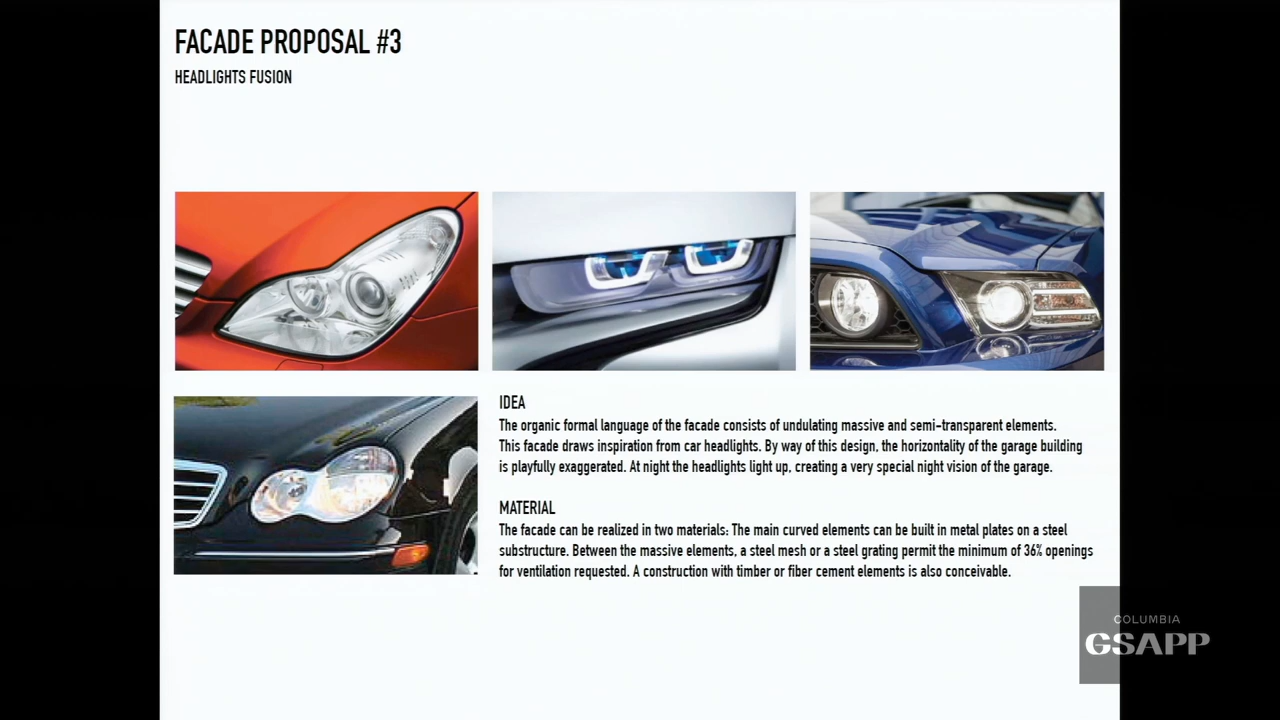 FACADE PROPOSAL #3
HEADLIGHTS FUSION
IDEA
The organic formal language of the facade consists of undulating massive and semi-transparent elements.
This facade draws inspiration from car headlights. By way of this design, the horizontality of the garage building
is playfully exaggerated. At night the headlights light up, creating a very special night vision of the garage.
MATERIAL
The facade can be realized in two materials: The main curved elements can be built in metal plates on a steel
substructure. Between the massive elements, a steel mesh or a steel grating permit the minimum of 36% openings
for ventilation requested. A construction with timber or fiber cement elements is also conceivable.
COLUMBIA
GSAPP